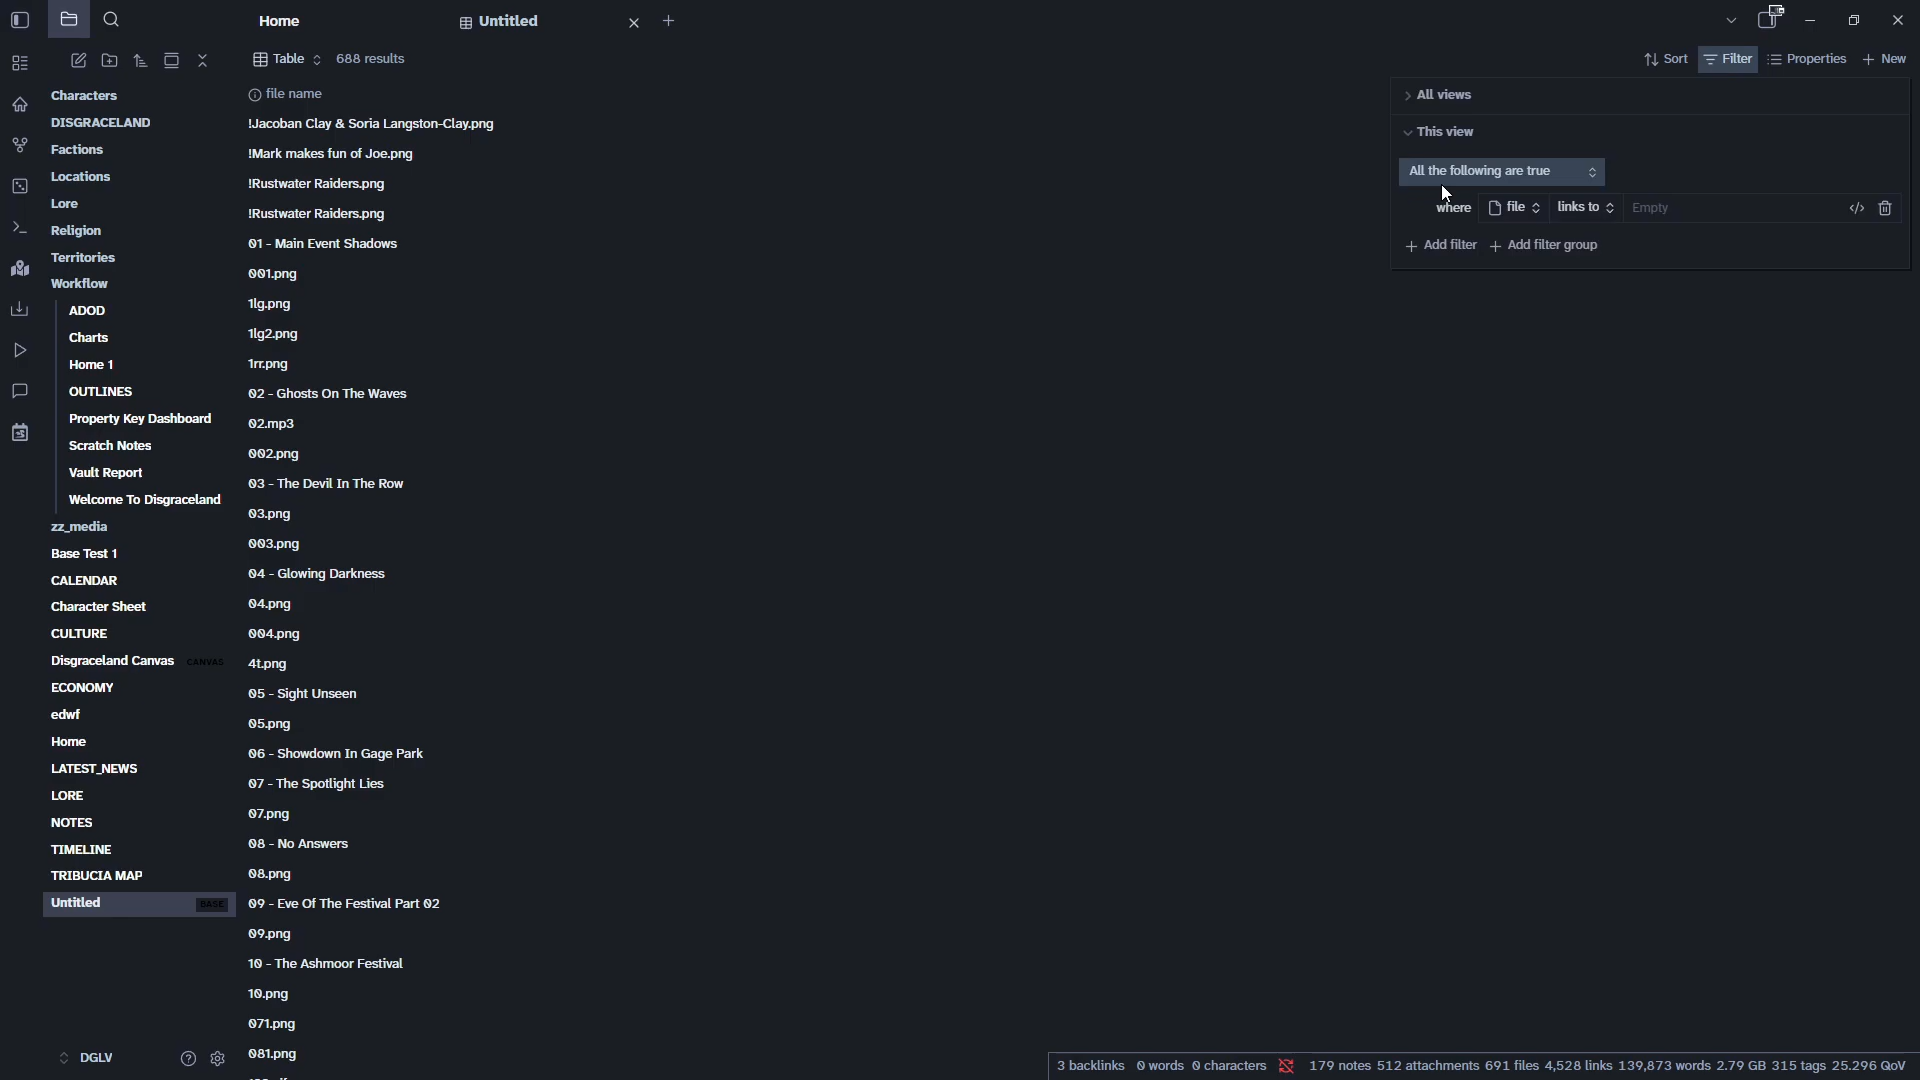 Home
Untitled
Table
688 results
Sort
Filter
Properties
New
Characters
DISGRACELAND
Factions
Locations
Lore
Religion
Territories
Workflow
ADOD
Charts
Home 1
OUTLINES
Property Key Dashboard
Scratch Notes
Vault Report
Welcome To Disgraceland
zz_media
Base Test 1
CALENDAR
Character Sheet
CULTURE
Disgraceland Canvas CANVAS
ECONOMY
edwf
Home
LATEST_NEWS
LORE
NOTES
TIMELINE
TRIBUCIA MAP
Untitled BASE
DGLV
file name
!Jacoban Clay & Soria Langston-Clay.png
!Mark makes fun of Joe.png
!Rustwater Raiders.png
!Rustwater Raiders.png
01 - Main Event Shadows
001.png
1lg.png
1lg2.png
1rr.png
02 - Ghosts On The Waves
02.mp3
002.png
03 - The Devil In The Row
03.png
003.png
04 - Glowing Darkness
04.png
004.png
4t.png
05 - Sight Unseen
05.png
06 - Showdown In Gage Park
07 - The Spotlight Lies
07.png
08 - No Answers
08.png
09 - Eve Of The Festival Part 02
09.png
10 - The Ashmoor Festival
10.png
071.png
081.png
All views
This view
All the following are true
where file links to Empty </>
Add filter Add filter group
3 backlinks 0 words 0 characters 179 notes 512 attachments 691 files 4,528 links 139,873 words 2.79 GB 315 tags 25.296 QoV